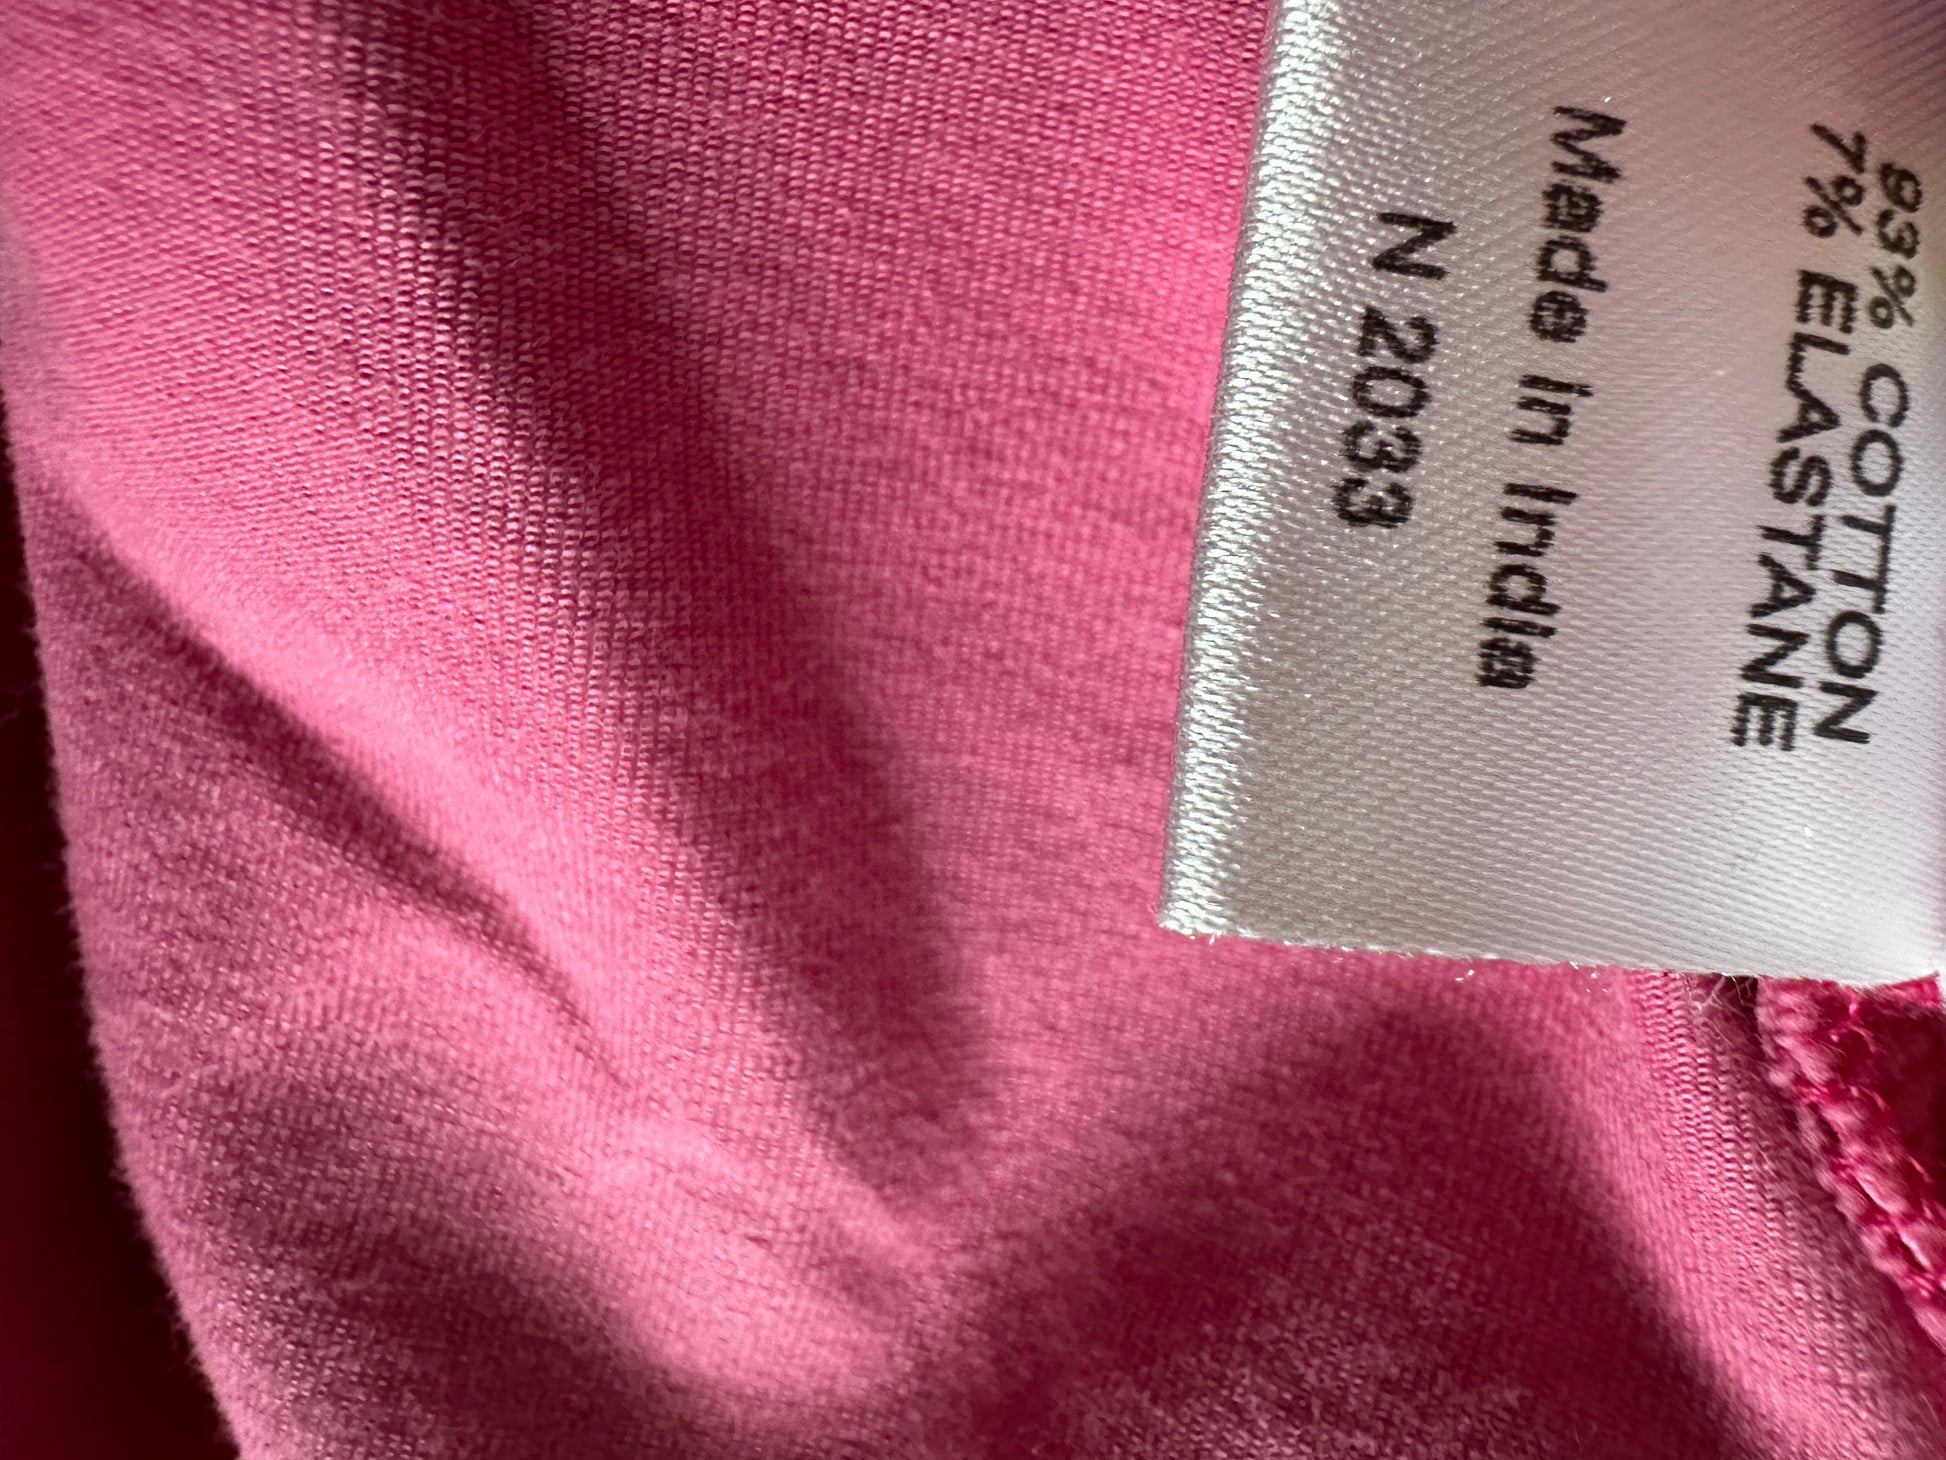 93% COTTON
7% ELASTANE
Made In India
N 2033